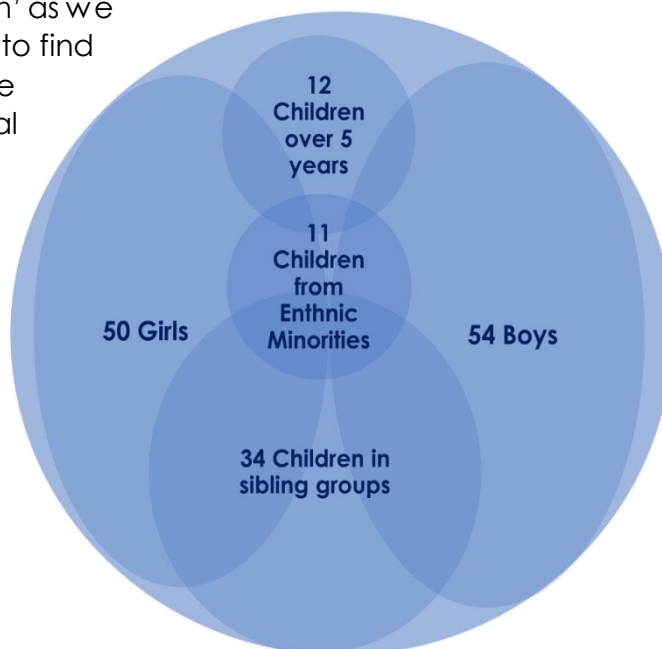 n' as we
to find
e
al
12
Children
over 5
years
11
Children
from
Enthnic
Minorities
50 Girls
54 Boys
34 Children in
sibling groups